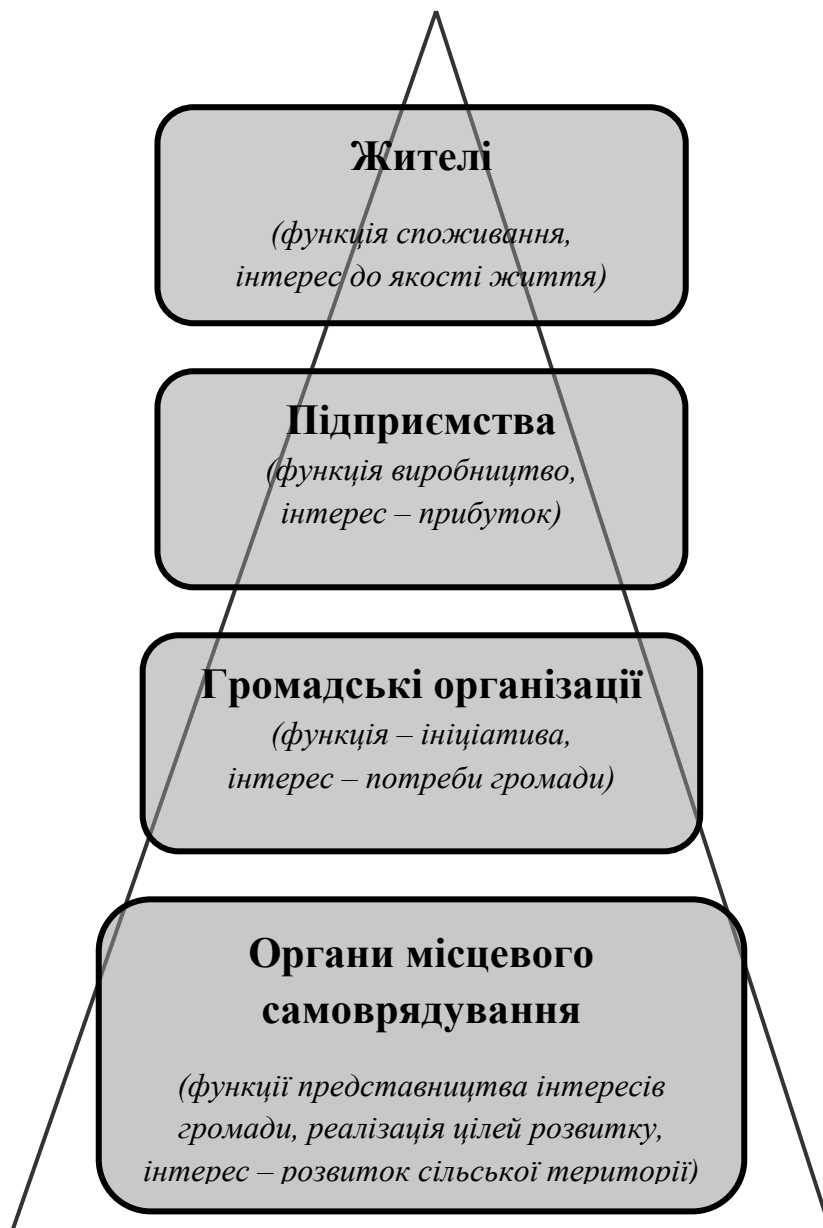 Жителі
(функція споживання,
інтерес до якості життя)
Підприємства
(функція виробництво,
інтерес – прибуток)
Громадські організації
(функція – ініціатива,
інтерес – потреби громади)
Органи місцевого
самоврядування
(функції представництва інтересів
громади, реалізація цілей розвитку,
інтерес – розвиток сільської території)